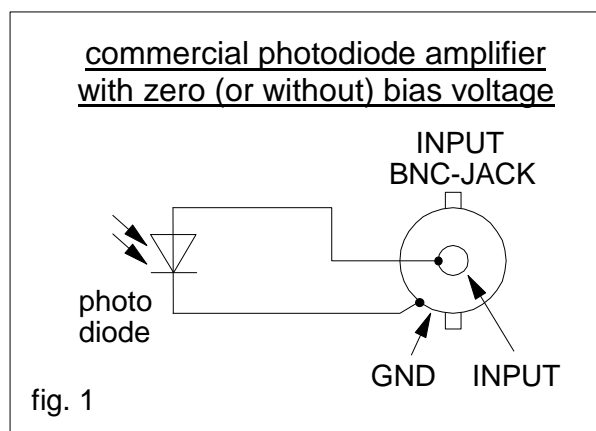 commercial photodiode amplifier
with zero (or without) bias voltage
INPUT
BNC-JACK
photo
diode
GND
INPUT
fig. 1